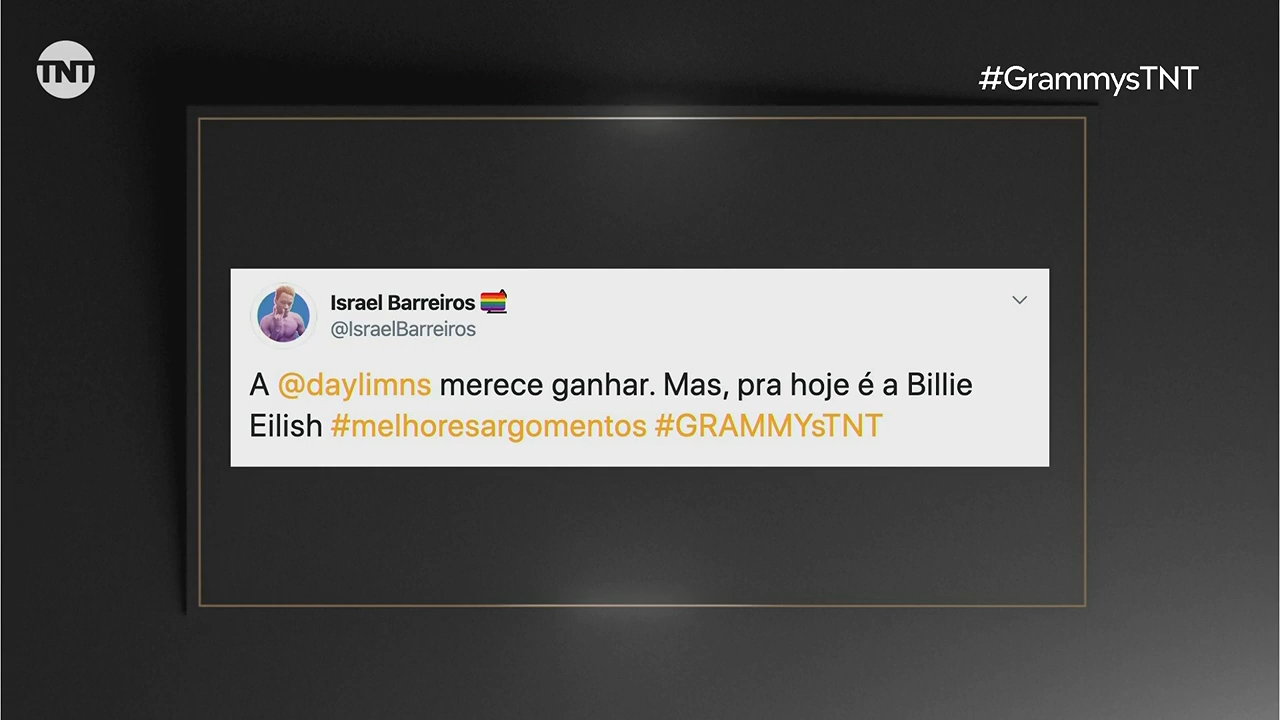 TNT
#GrammysTNT
Israel Barreiros
@IsraelBarreiros
A @daylimns merece ganhar. Mas, pra hoje é a Billie
Eilish #melhoresargomentos #GRAMMYsTNT